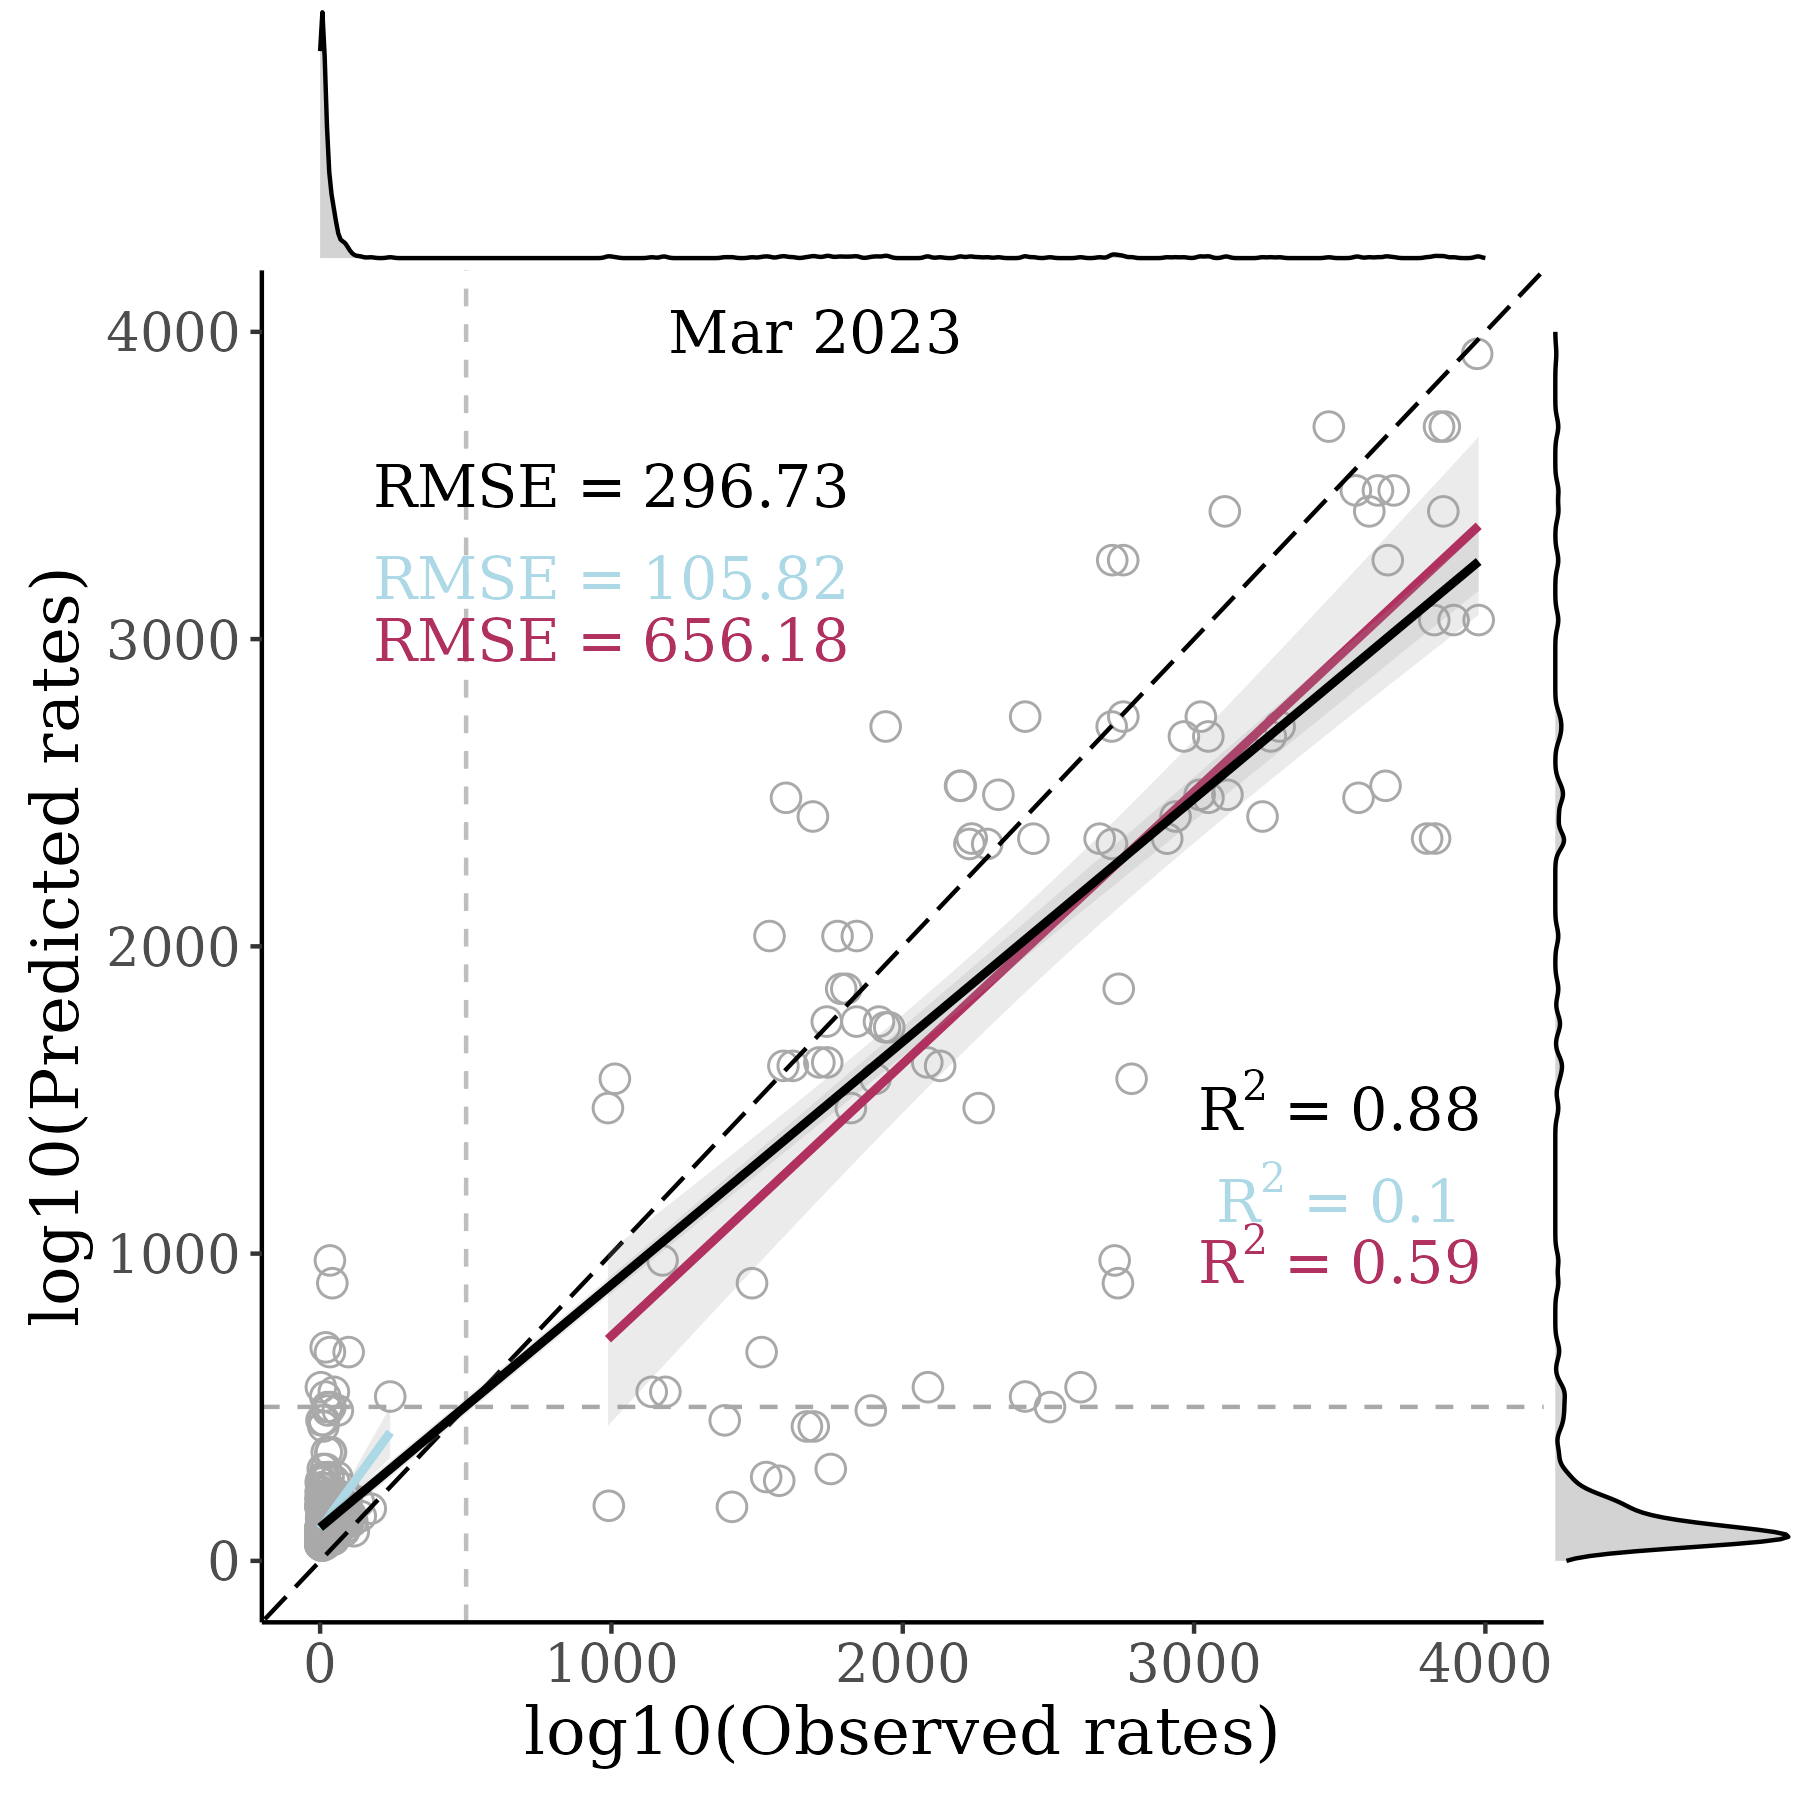 Mar 2023
RMSE = 296.73
RMSE = 105.82
RMSE = 656.18
R² = 0.88
R² = 0.1
R² = 0.59
log10(Predicted rates)
4000
3000
2000
1000
0
0 1000 2000 3000 4000
log10(Observed rates)